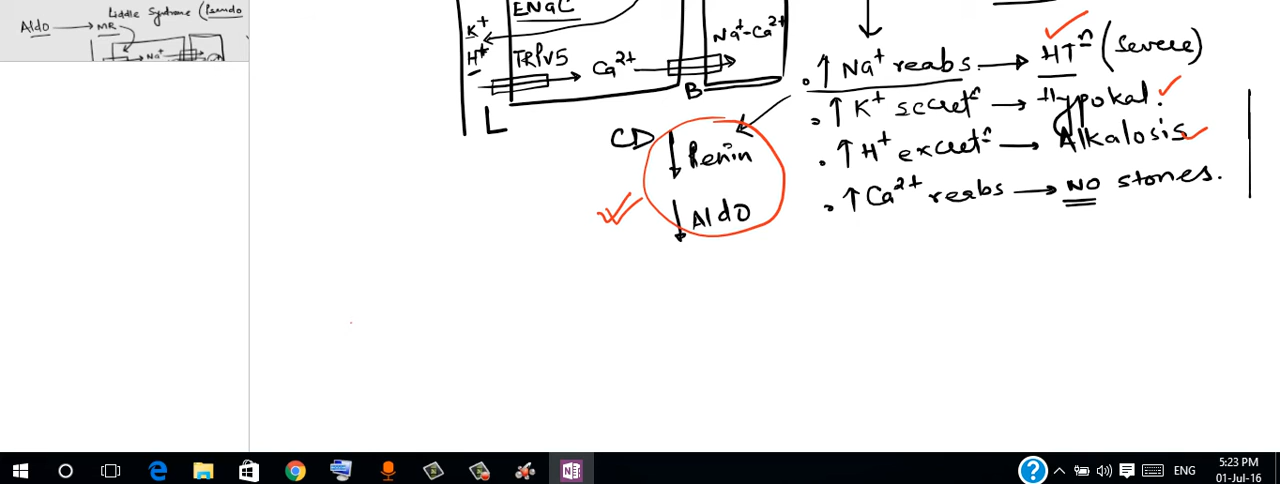 Liddle Syndrome (Pseudo
Aldo → MR
Na⁺
ENaC
K⁺
H⁺
TRPV5
Ca²⁺
Na⁺-Ca²⁺
B
L
CD
↓ Renin
↓ Aldo
. ↑ Na⁺ reabs → HTⁿ (severe)
. ↑ K⁺ secretⁿ → Hypokal.
. ↑ H⁺ excretⁿ → Alkalosis
. ↑ Ca²⁺ reabs → NO stones.
ENG
5:23 PM
01-Jul-16